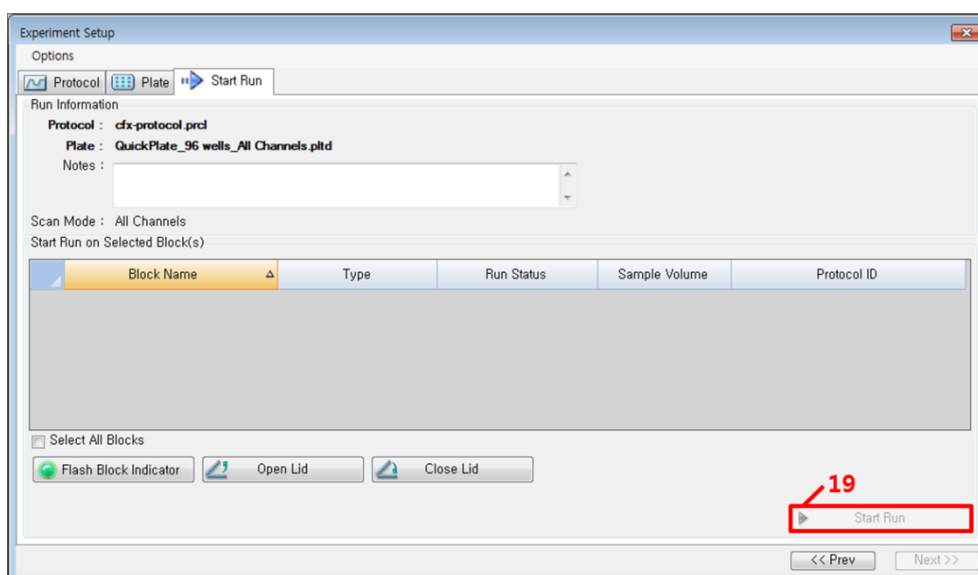 Experiment Setup
Options
Protocol Plate Start Run
Run Information
Protocol : cfx-protocol.prcl
Plate : QuickPlate_96 wells_All Channels.pltd
Notes :
Scan Mode : All Channels
Start Run on Selected Block(s)
Block Name Type Run Status Sample Volume Protocol ID
Select All Blocks
Flash Block Indicator Open Lid Close Lid
19
Start Run
<< Prev Next >>